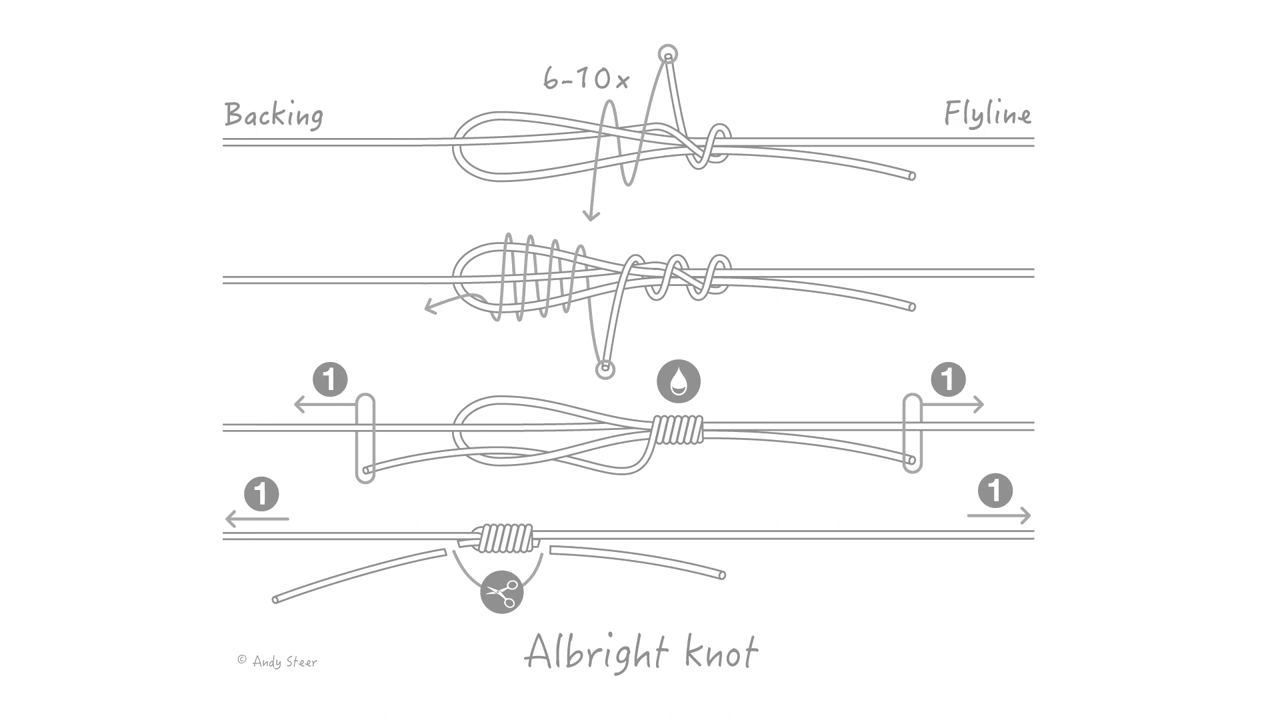 6-10x
Backing
Flyline
1
1
1
1
Albright knot
© Andy Steer